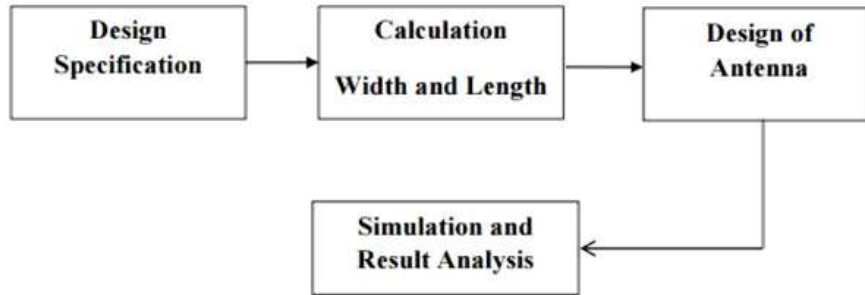 Design
Specification
Calculation
Width and Length
Design of
Antenna
Simulation and
Result Analysis